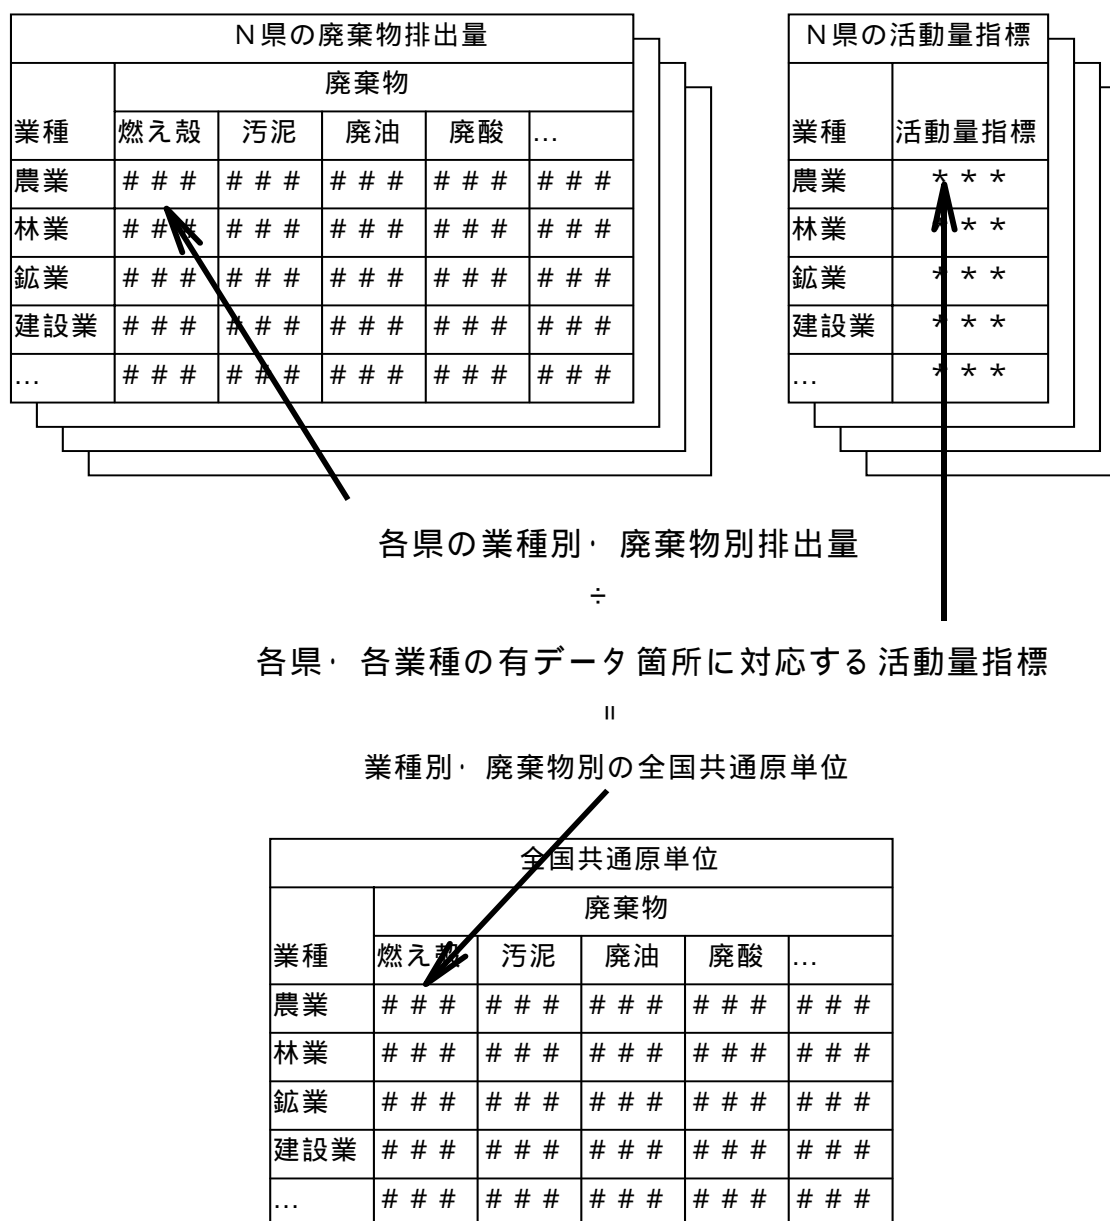 N県の廃棄物排出量
廃棄物
業種 燃え殻 汚泥 廃油 廃酸 …
農業 ### ### ### ### ###
林業 ### ### ### ### ###
鉱業 ### ### ### ### ###
建設業 ### ### ### ### ###
… ### ### ### ### ###
N県の活動量指標
業種 活動量指標
農業 ***
林業 ***
鉱業 ***
建設業 ***
… ***
各県の業種別・廃棄物別排出量
÷
各県・各業種の有データ箇所に対応する活動量指標
=
業種別・廃棄物別の全国共通原単位
全国共通原単位
廃棄物
業種 燃え殻 汚泥 廃油 廃酸 …
農業 ### ### ### ### ###
林業 ### ### ### ### ###
鉱業 ### ### ### ### ###
建設業 ### ### ### ### ###
… ### ### ### ### ###